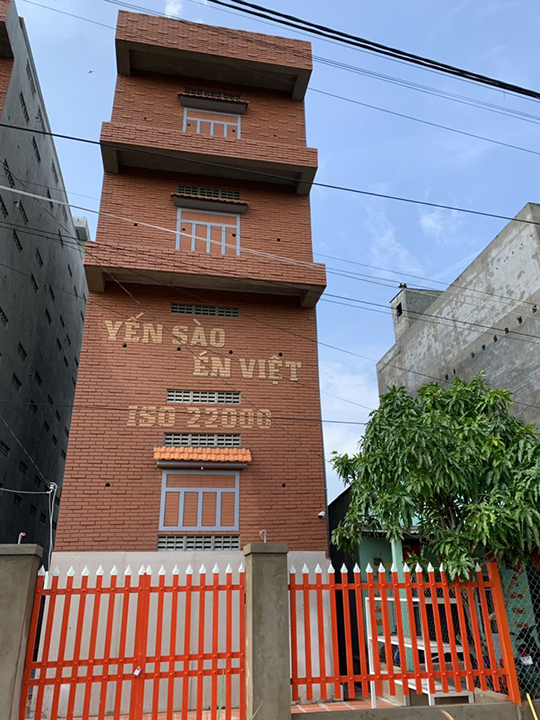 YẾN SÀO
ÉN VIỆT
ISO 22000